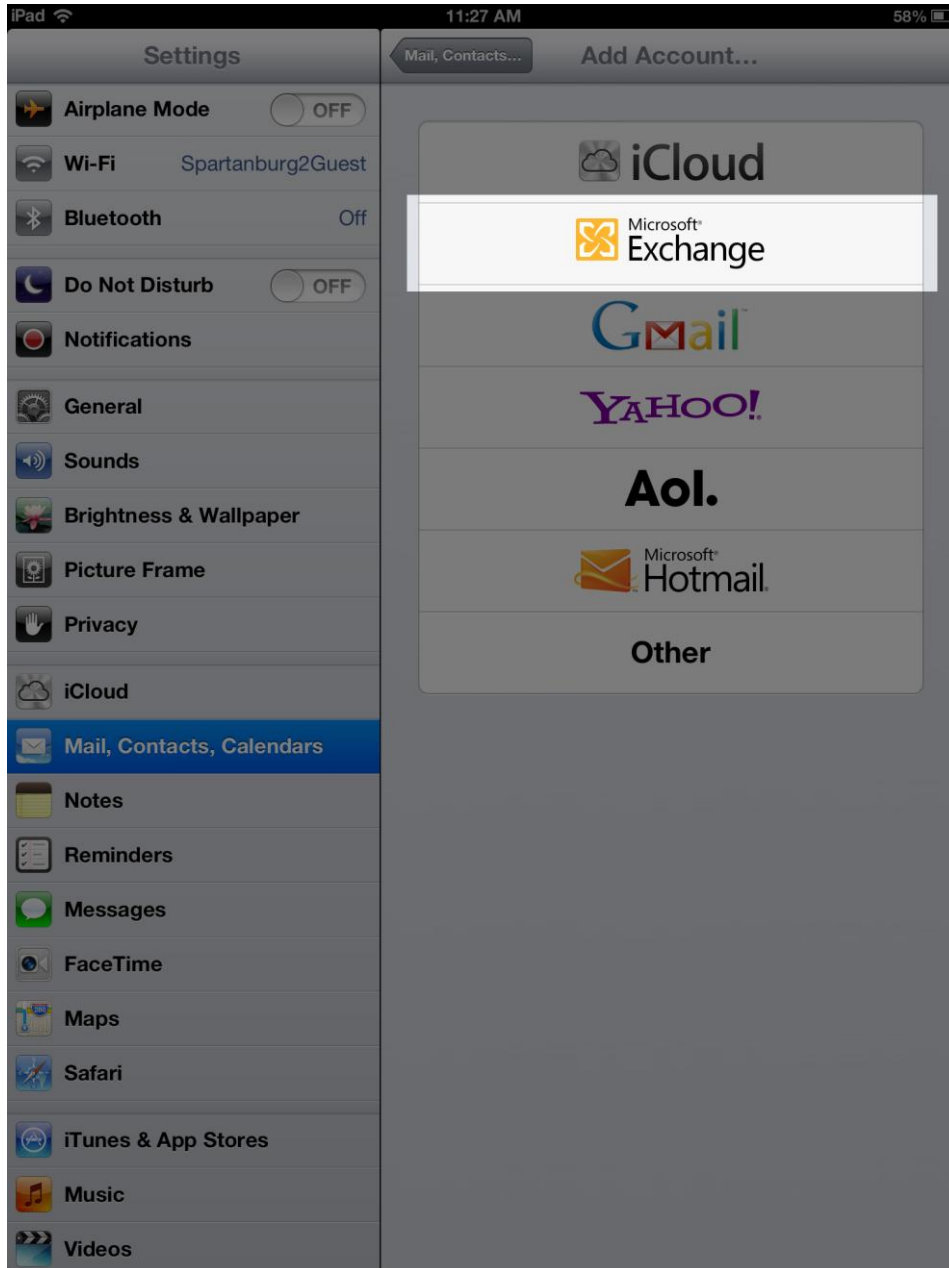 iPad
11:27 AM
58%
Settings
Mail, Contacts...
Add Account...
Airplane Mode OFF
Wi-Fi Spartanburg2Guest
Bluetooth Off
Do Not Disturb OFF
Notifications
General
Sounds
Brightness & Wallpaper
Picture Frame
Privacy
iCloud
Mail, Contacts, Calendars
Notes
Reminders
Messages
FaceTime
Maps
Safari
iTunes & App Stores
Music
Videos
iCloud
Microsoft®
Exchange
Gmail™
YAHOO!
Aol.
Microsoft®
Hotmail®
Other